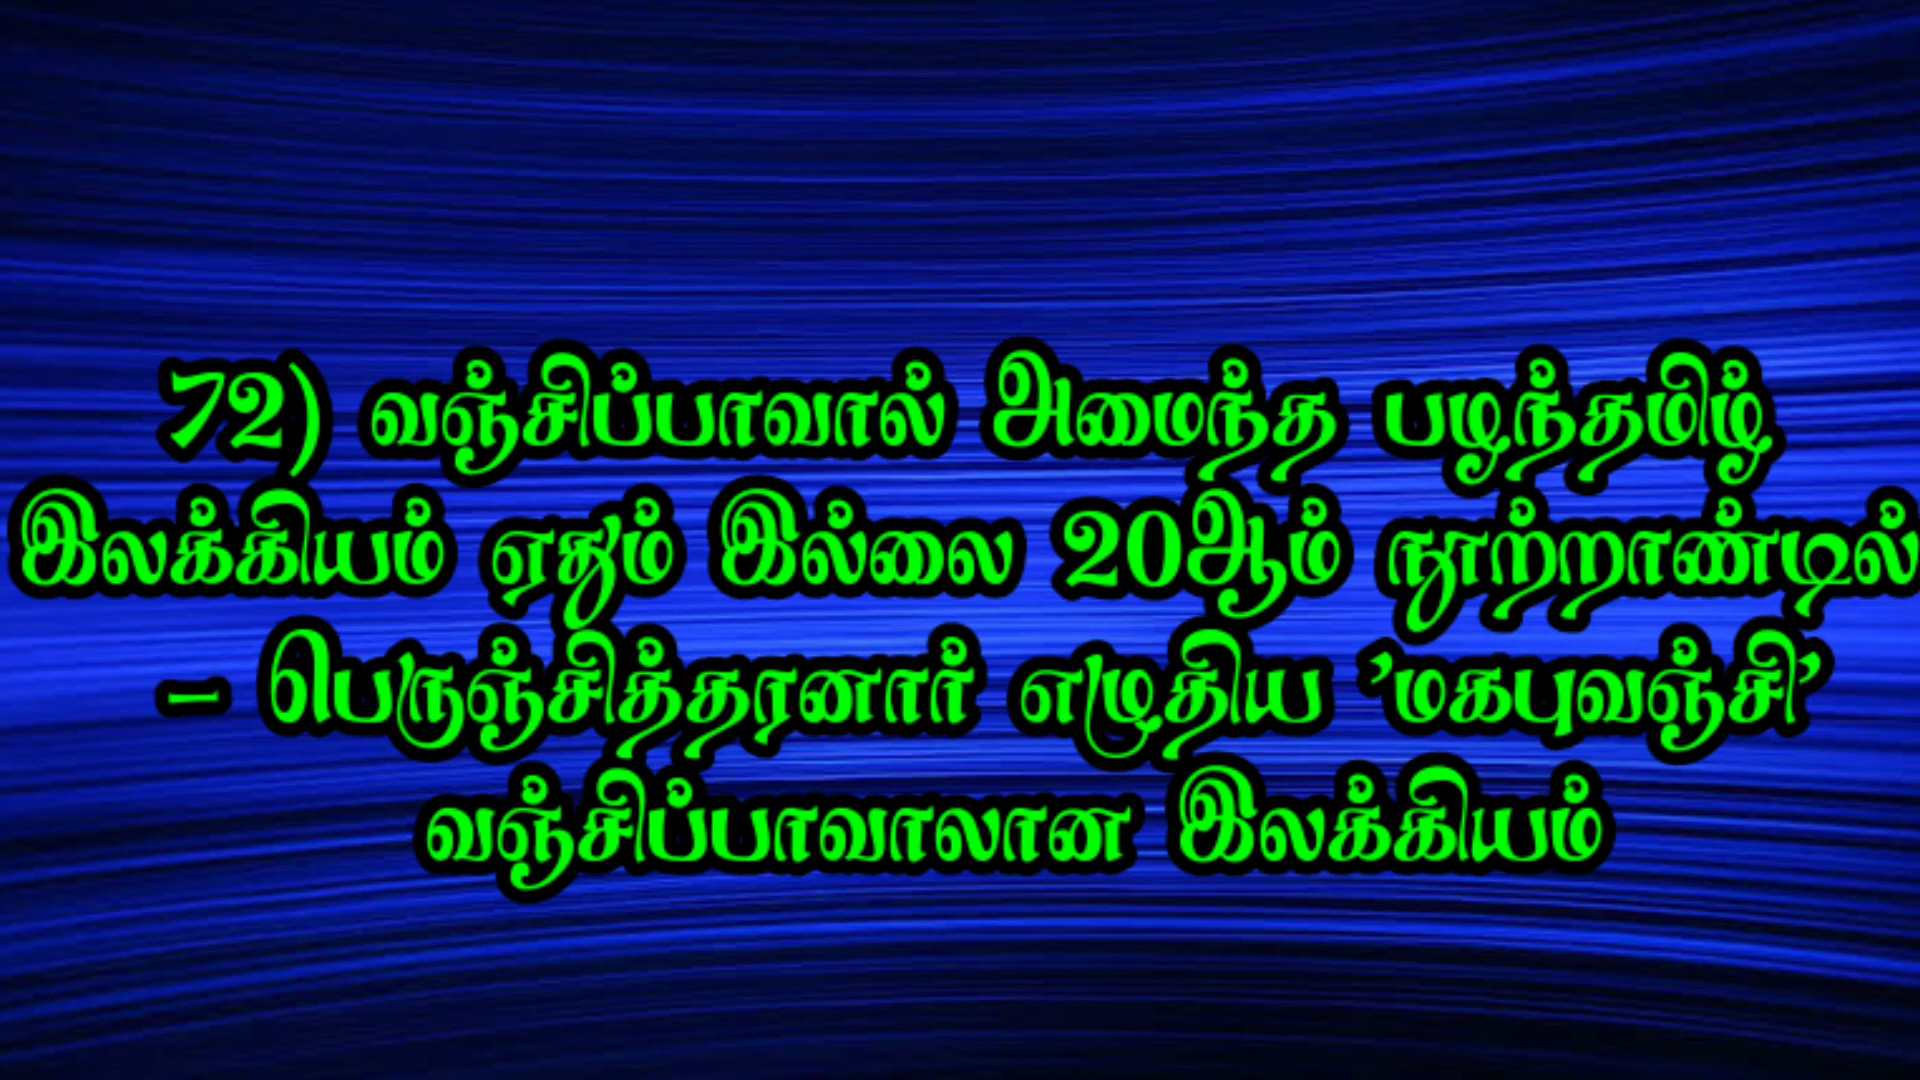 72) வஞ்சிப்பாவால் அமைந்த பழந்தமிழ்
இலக்கியம் ஏதும் இல்லை 20ஆம் நூற்றாண்டில்
- பெருஞ்சித்தரனார் எழுதிய 'மகபுவஞ்சி'
வஞ்சிப்பாவாலான இலக்கியம்